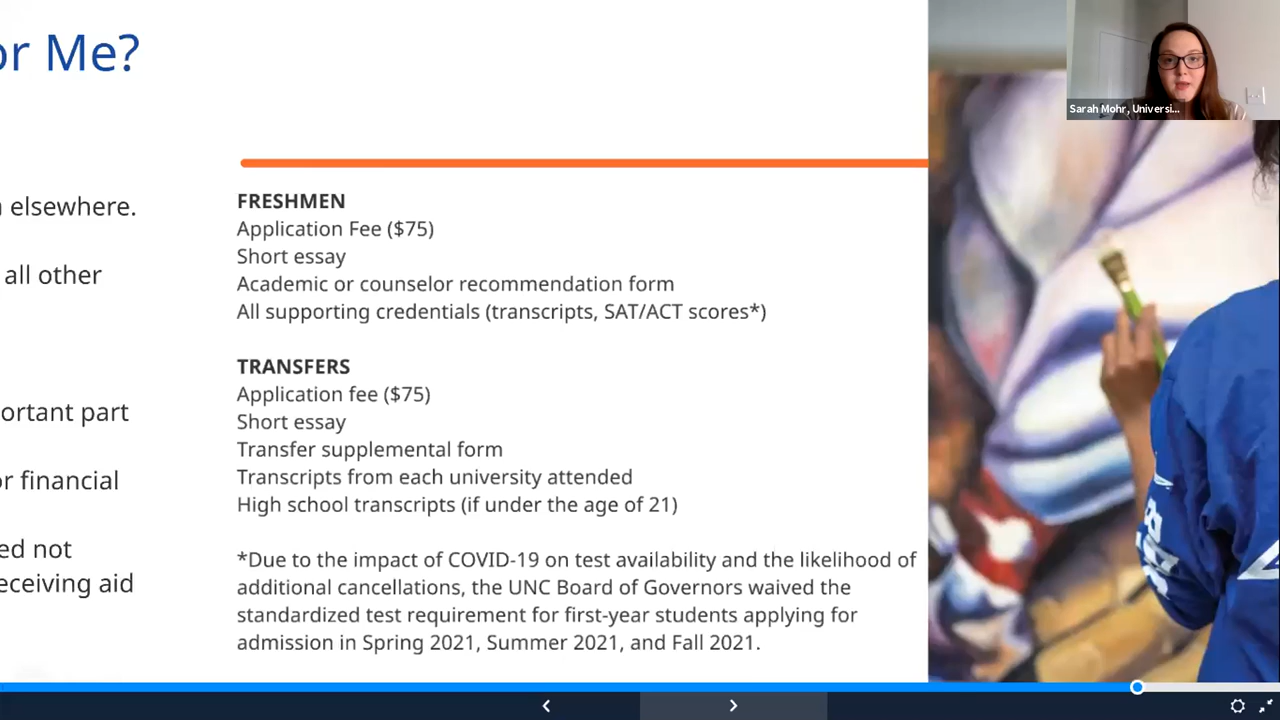 or Me?
Sarah Mohr, Universi...
elsewhere.
all other
ortant part
or financial
ed not
eceiving aid
FRESHMEN
Application Fee ($75)
Short essay
Academic or counselor recommendation form
All supporting credentials (transcripts, SAT/ACT scores*)
TRANSFERS
Application fee ($75)
Short essay
Transfer supplemental form
Transcripts from each university attended
High school transcripts (if under the age of 21)
*Due to the impact of COVID-19 on test availability and the likelihood of
additional cancellations, the UNC Board of Governors waived the
standardized test requirement for first-year students applying for
admission in Spring 2021, Summer 2021, and Fall 2021.